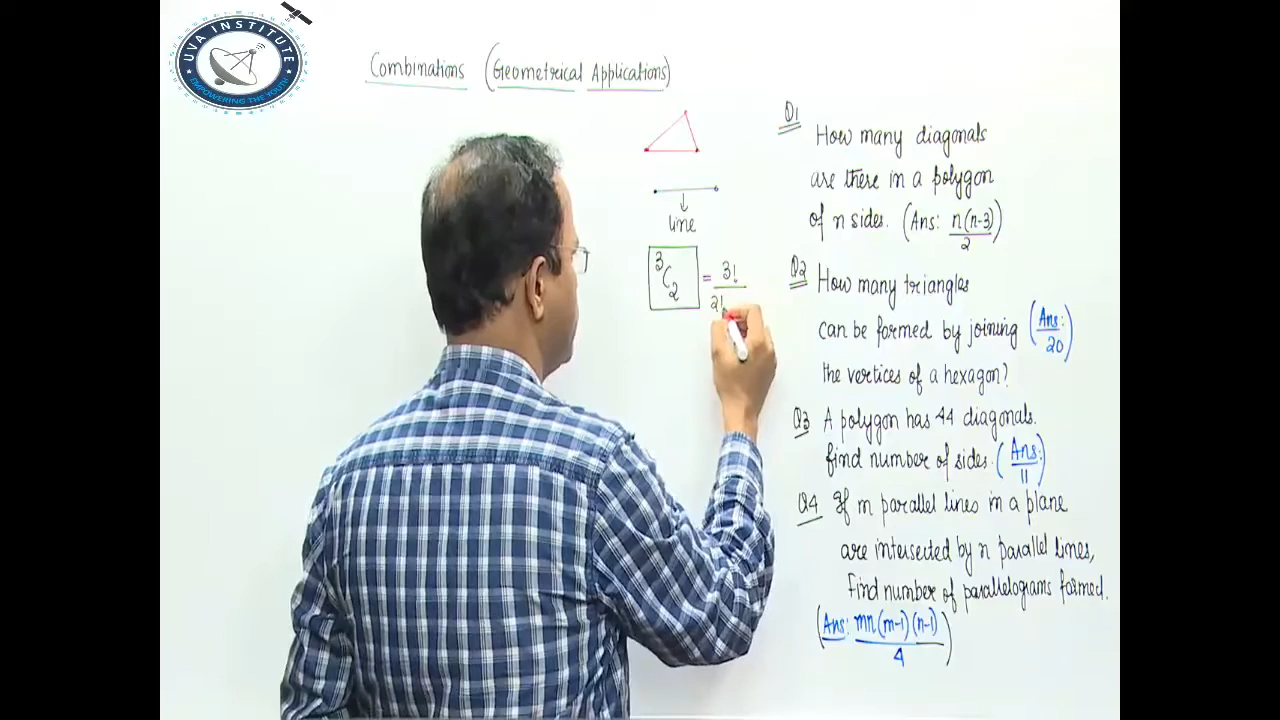 UVA INSTITUTE
EMPOWERING THE YOUTH
Combinations (Geometrical Applications)
line
³C₂ = 3!
2!
Q1
How many diagonals
are there in a polygon
of n sides. (Ans: n(n-3)/2)
Q2 How many triangles
can be formed by joining (Ans: 20)
the vertices of a hexagon?
Q3 A polygon has 44 diagonals.
find number of sides. (Ans: 11)
Q4 If m parallel lines in a plane
are intersected by n parallel lines,
Find number of parallelograms formed.
(Ans: mn(m-1)(n-1)/4)